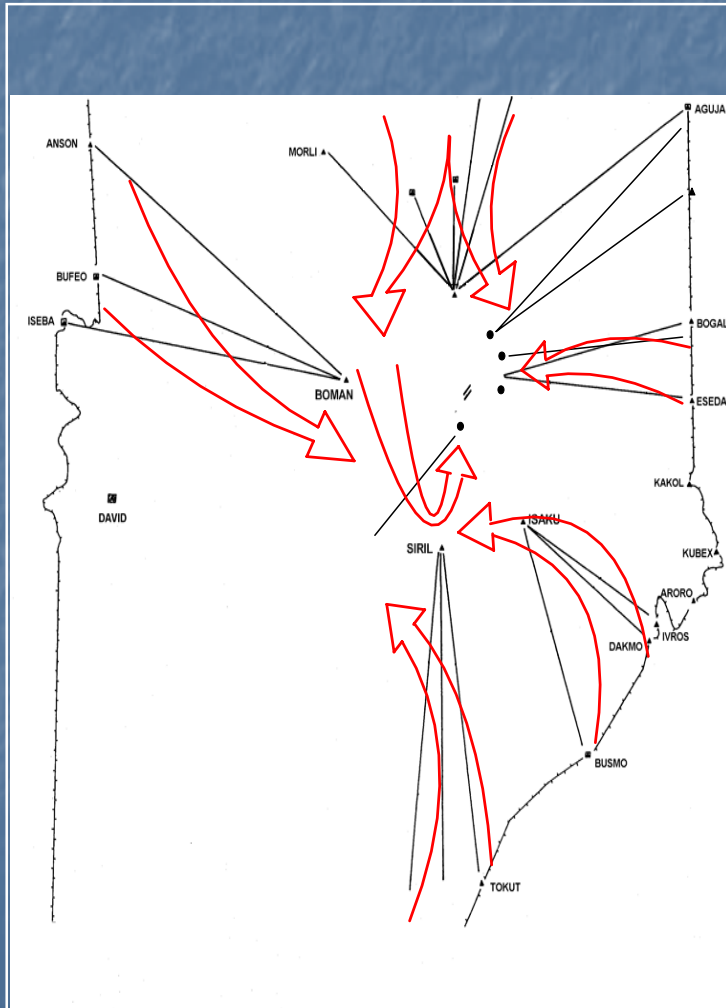 AGUJA
ANSON
MORLI
BUFEO
ISEBA
BOGAL
BOMAN
ESEDA
KAKOL
DAVID
ISAKU
SIRIL
KUBEX
ARORO
IVROS
DAKMO
BUSMO
TOKUT